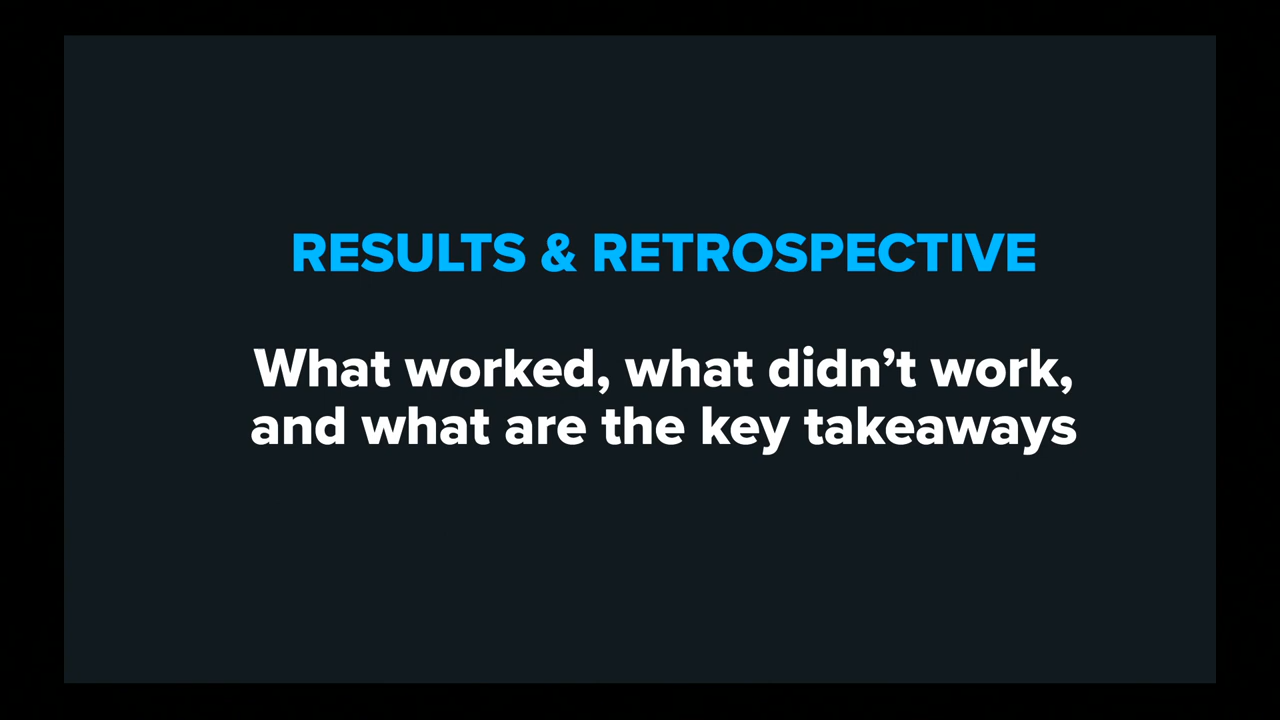 RESULTS & RETROSPECTIVE
What worked, what didn’t work,
and what are the key takeaways